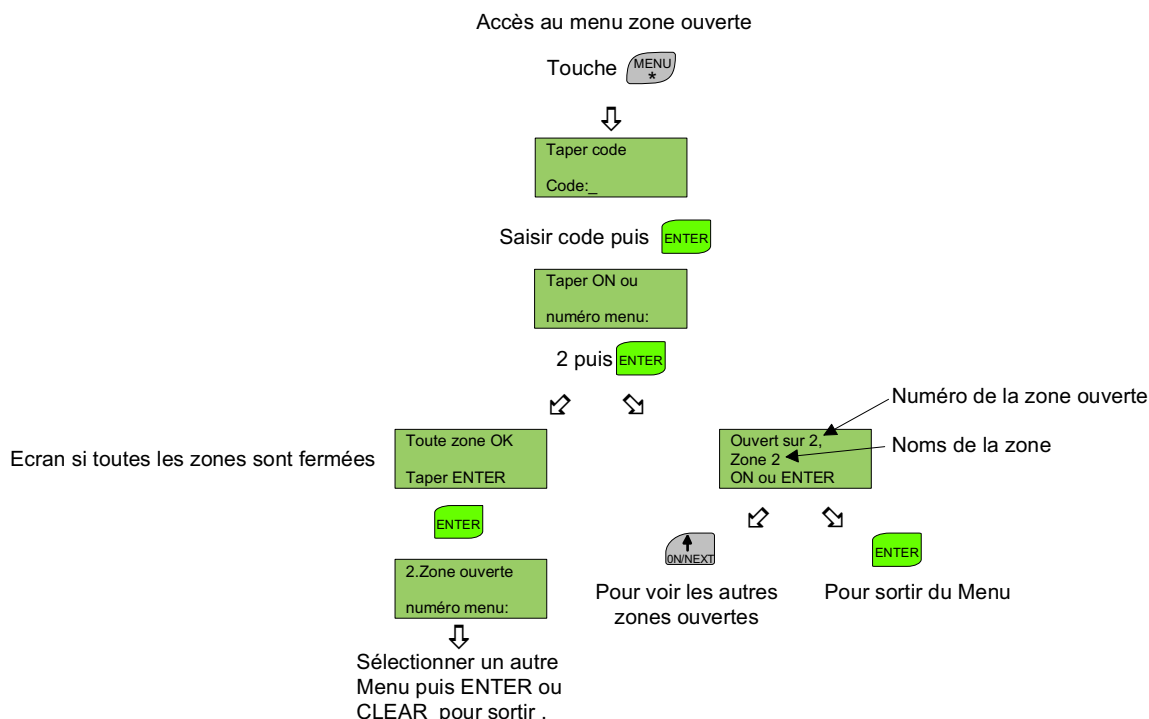 Accès au menu zone ouverte
Touche MENU
*
Taper code
Code:_
Saisir code puis ENTER
Taper ON ou
numéro menu:
2 puis ENTER
Numéro de la zone ouverte
Ecran si toutes les zones sont fermées
Toute zone OK
Taper ENTER
Ouvert sur 2,
Zone 2
ON ou ENTER
Noms de la zone
ENTER
ON/NEXT
ENTER
2.Zone ouverte
numéro menu:
Pour voir les autres
zones ouvertes
Pour sortir du Menu
Sélectionner un autre
Menu puis ENTER ou
CLEAR pour sortir .